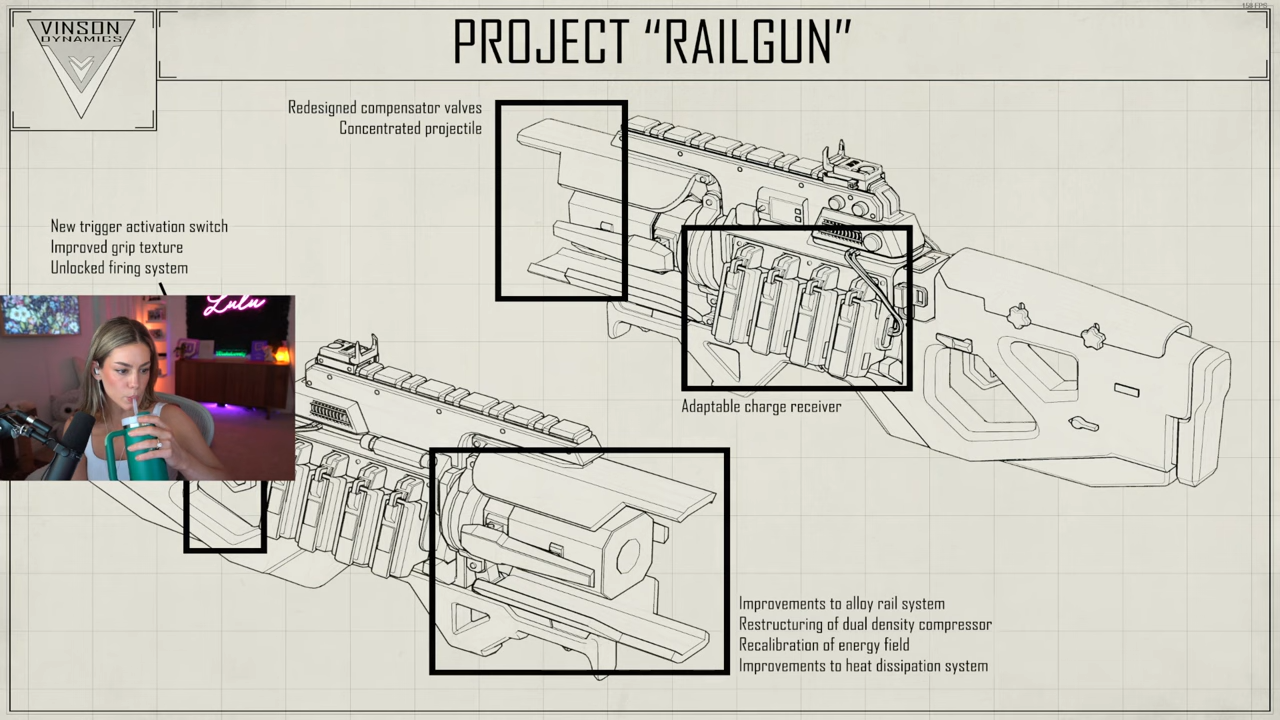 158 FPS
VINSON
DYNAMICS
PROJECT “RAILGUN”
Redesigned compensator valves
Concentrated projectile
New trigger activation switch
Improved grip texture
Unlocked firing system
Lulu
Adaptable charge receiver
Improvements to alloy rail system
Restructuring of dual density compressor
Recalibration of energy field
Improvements to heat dissipation system